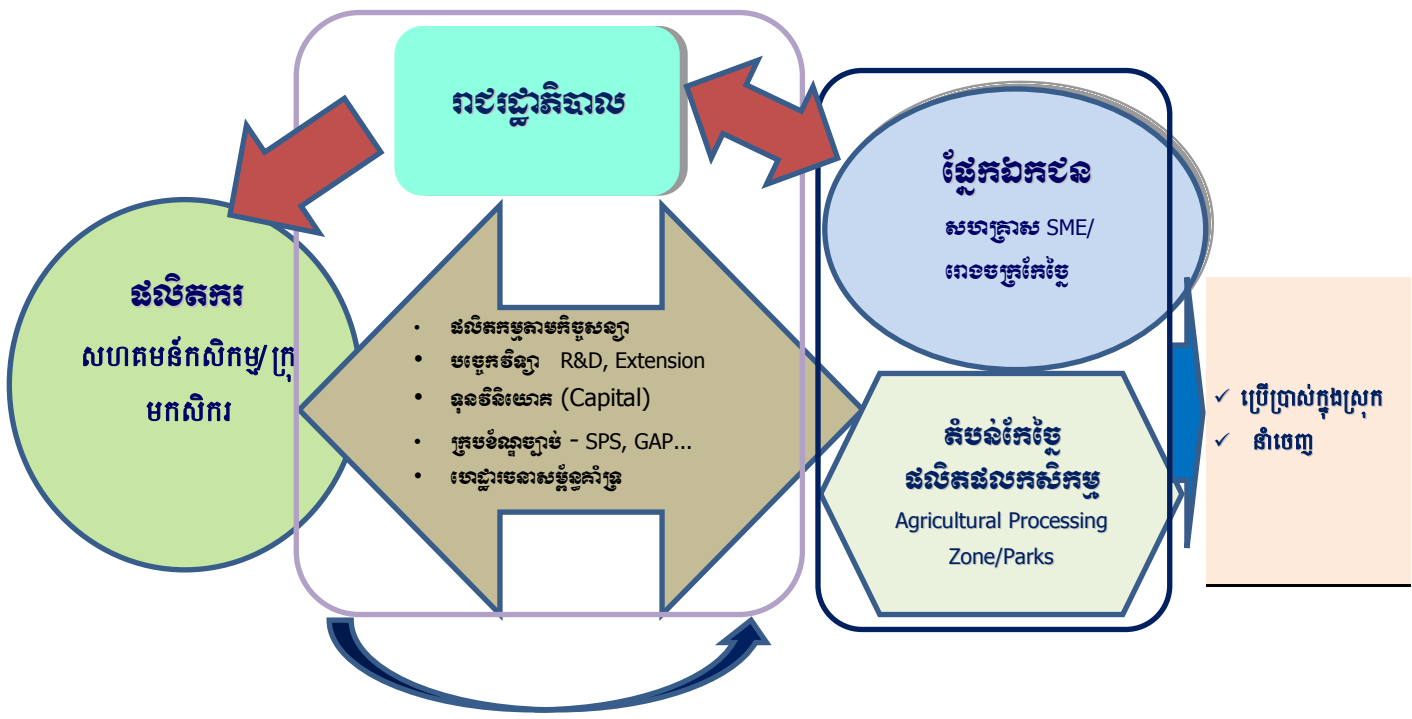 រាជរដ្ឋាភិបាល
ផលិតករ
សហគមន៍កសិកម្ម/ ក្រុ
មកសិករ
• ផលិតកម្មតាមកិច្ចសន្យា
• បច្ចេកវិទ្យា R&D, Extension
• ទុនវិនិយោគ (Capital)
• ក្របខ័ណ្ឌច្បាប់ - SPS, GAP...
• ហេដ្ឋារចនាសម្ព័ន្ធគាំទ្រ
ផ្នែកឯកជន
សហគ្រាស SME/
រោងចក្រកែច្នៃ
តំបន់កែច្នៃ
ផលិតផលកសិកម្ម
Agricultural Processing
Zone/Parks
✓ ប្រើប្រាស់ក្នុងស្រុក
✓ នាំចេញ